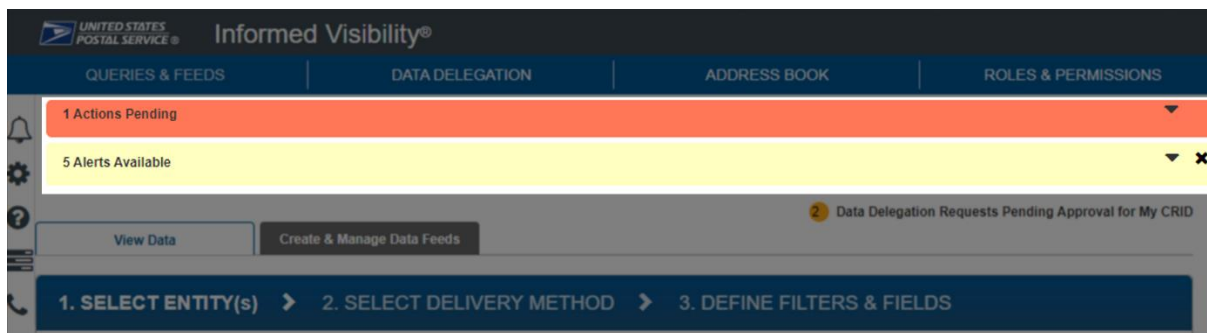 UNITED STATES
POSTAL SERVICE ®
Informed Visibility®
QUERIES & FEEDS
DATA DELEGATION
ADDRESS BOOK
ROLES & PERMISSIONS
1 Actions Pending
5 Alerts Available
2 Data Delegation Requests Pending Approval for My CRID
View Data
Create & Manage Data Feeds
1. SELECT ENTITY(s)
2. SELECT DELIVERY METHOD
3. DEFINE FILTERS & FIELDS